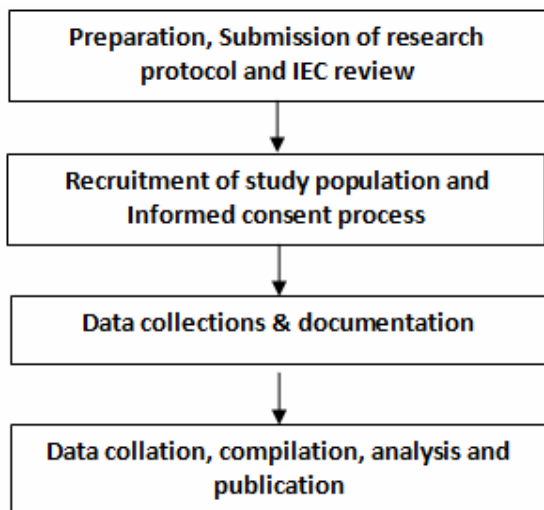 Preparation, Submission of research
protocol and IEC review
Recruitment of study population and
Informed consent process
Data collections & documentation
Data collation, compilation, analysis and
publication